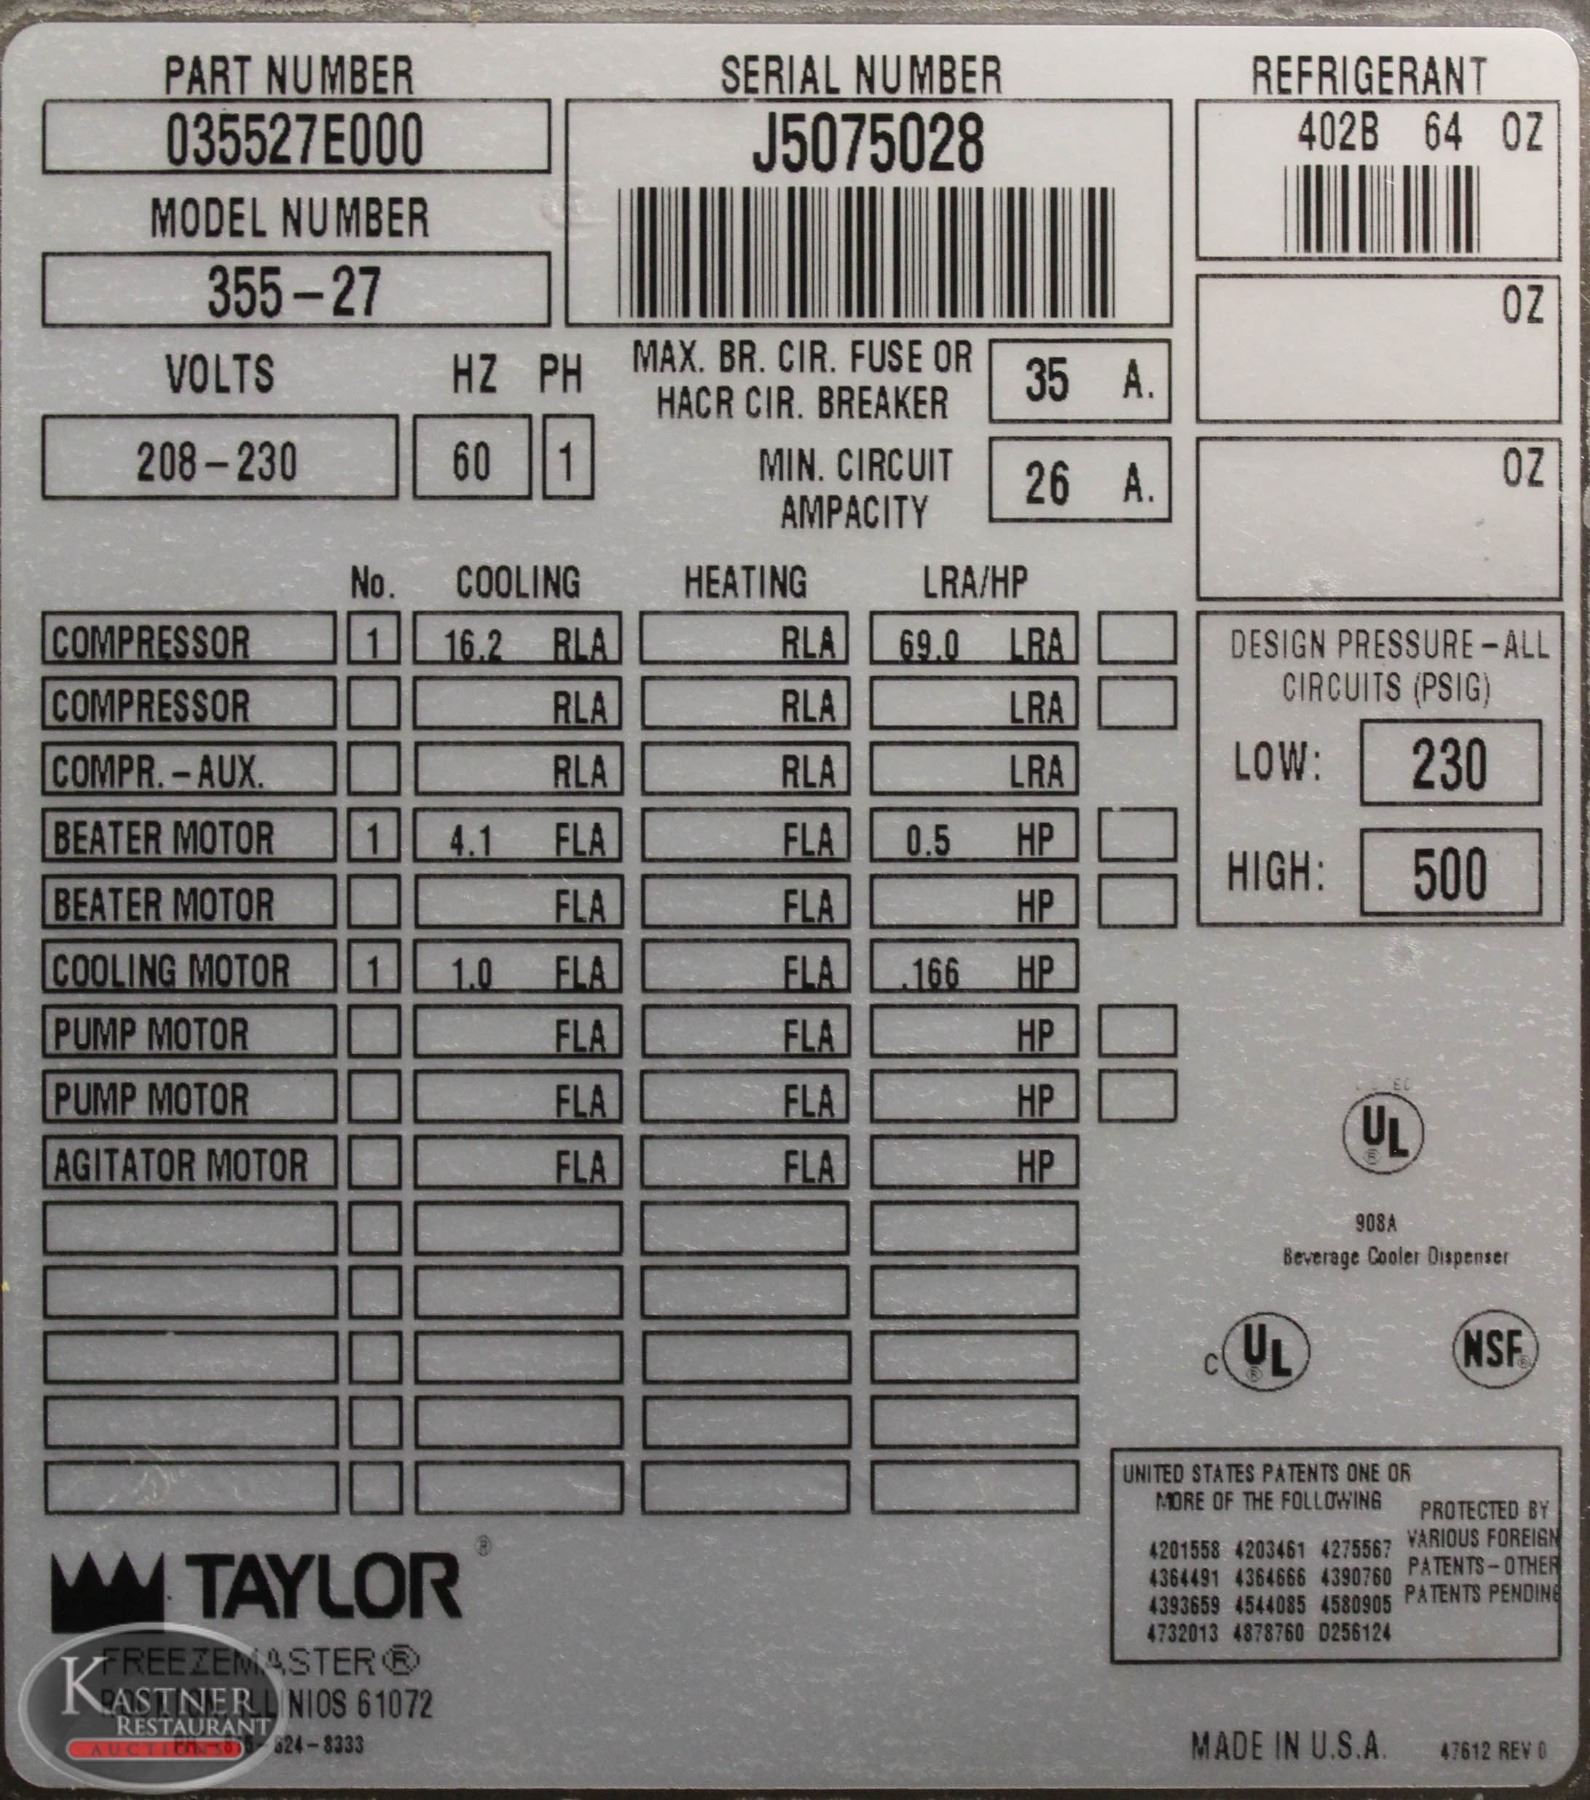 PART NUMBER
035527E000
MODEL NUMBER
355-27
SERIAL NUMBER
J5075028
REFRIGERANT
402B 64 OZ
OZ
OZ
VOLTS HZ PH
208-230 60 1
MAX. BR. CIR. FUSE OR
HACR CIR. BREAKER
35 A.
MIN. CIRCUIT
AMPACITY
26 A.
No. COOLING HEATING LRA/HP
COMPRESSOR 1 16.2 RLA RLA 69.0 LRA
COMPRESSOR RLA RLA LRA
COMPR.-AUX. RLA RLA LRA
BEATER MOTOR 1 4.1 FLA FLA 0.5 HP
BEATER MOTOR FLA FLA HP
COOLING MOTOR 1 1.0 FLA FLA .166 HP
PUMP MOTOR FLA FLA HP
PUMP MOTOR FLA FLA HP
AGITATOR MOTOR FLA FLA HP
DESIGN PRESSURE-ALL
CIRCUITS (PSIG)
LOW: 230
HIGH: 500
UL®
908A
Beverage Cooler Dispenser
C UL®
NSF®
UNITED STATES PATENTS ONE OR
MORE OF THE FOLLOWING
4201558 4203461 4275567
4364491 4364666 4390760
4393659 4544085 4580905
4732013 4878760 D256124
PROTECTED BY
VARIOUS FOREIGN
PATENTS-OTHER
PATENTS PENDING
TAYLOR®
FREEZEMASTER®
ILLINIOS 61072
624-8333
KASTNER
RESTAURANT
AUCTIONS
MADE IN U.S.A. 47612 REV 0